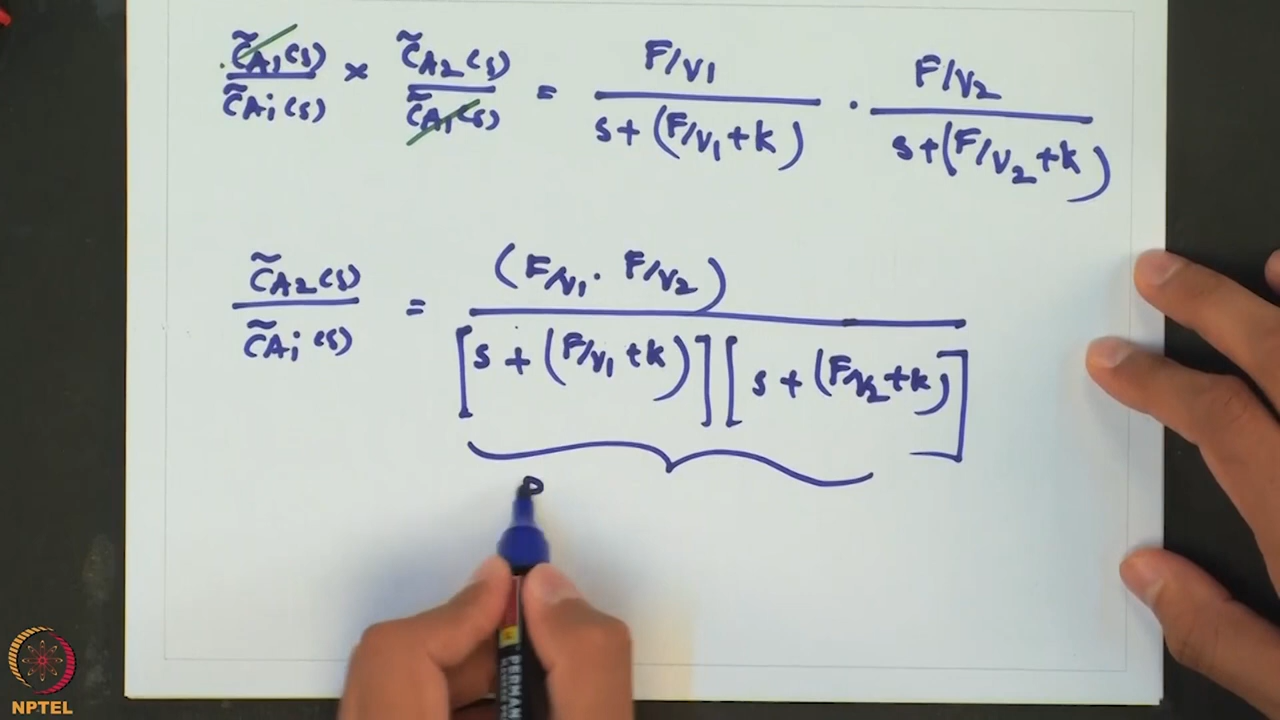 C̃A₁(s)/C̃Ai(s) × C̃A2(s)/C̃A₁(s) = F/V1/s+(F/V₁+k) · F/V₂/s+(F/V₂+k)
C̃A2(s)/C̃Ai(s) = (F/V₁ · F/V₂)/[s+(F/V₁+k)][s+(F/V₂+k)]
PERMAN
NPTEL